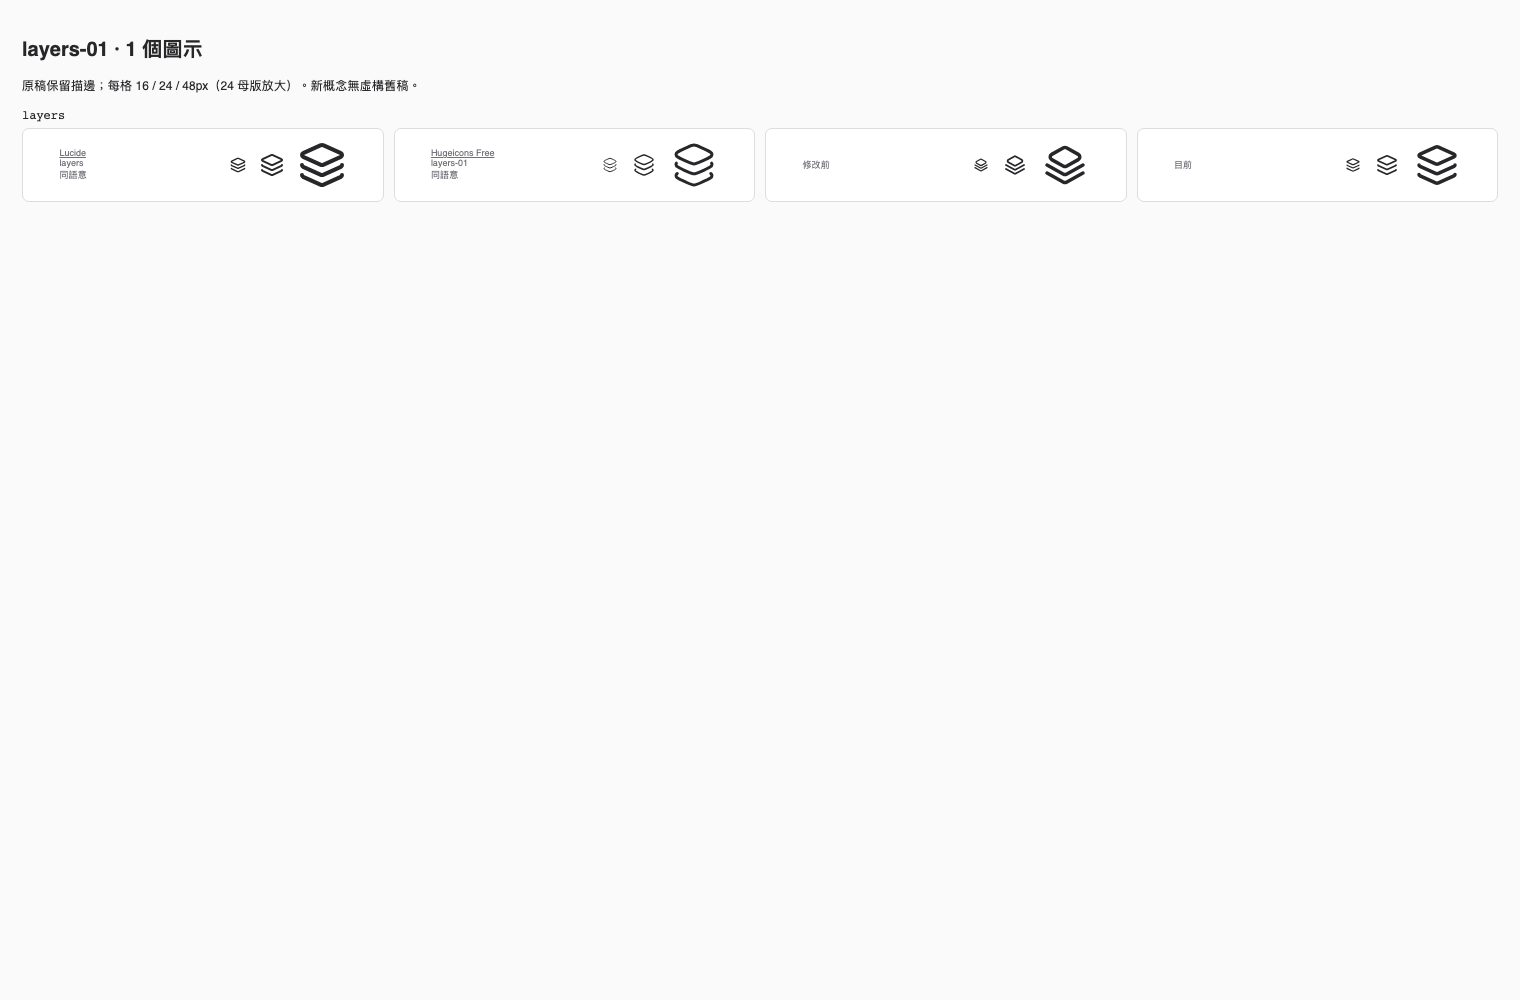 layers-01 · 1 個圖示
原稿保留描邊；每格 16 / 24 / 48px（24 母版放大）。新概念無虛構舊稿。
layers
Lucide
layers
同語意
Hugeicons Free
layers-01
同語意
修改前
目前